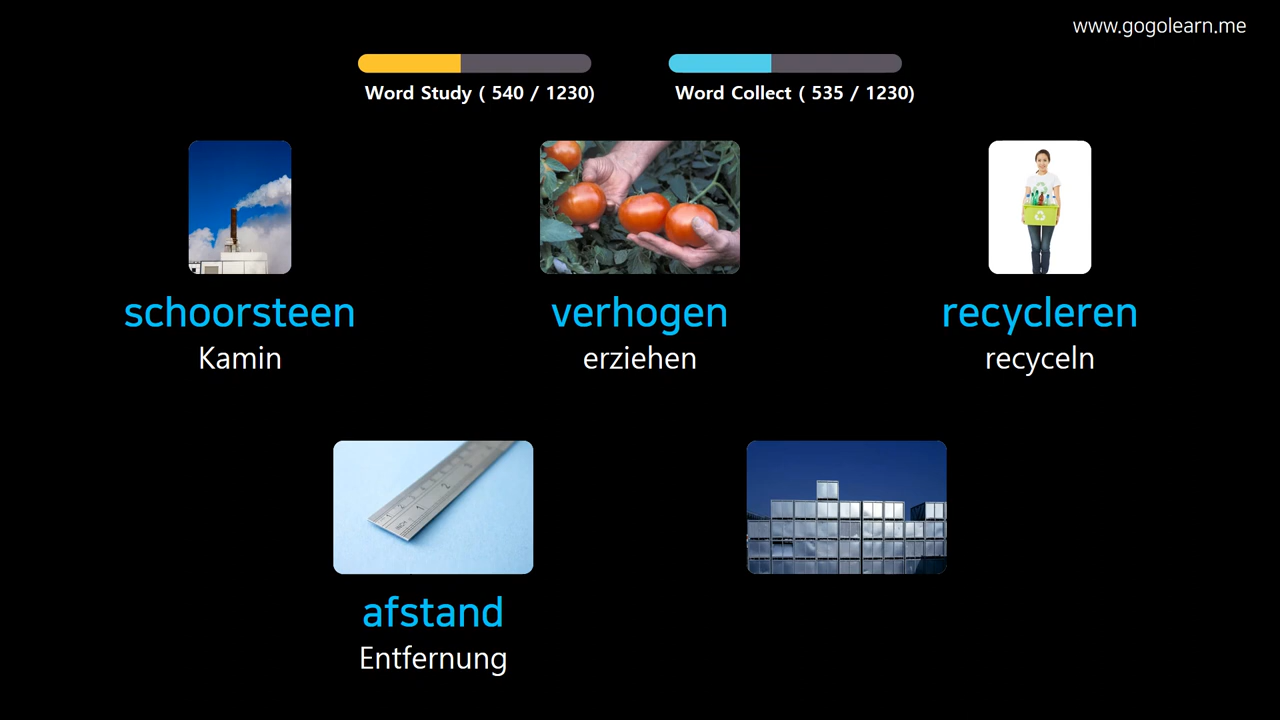 www.gogolearn.me
Word Study ( 540 / 1230)
Word Collect ( 535 / 1230)
schoorsteen
Kamin
verhogen
erziehen
recycleren
recyceln
afstand
Entfernung